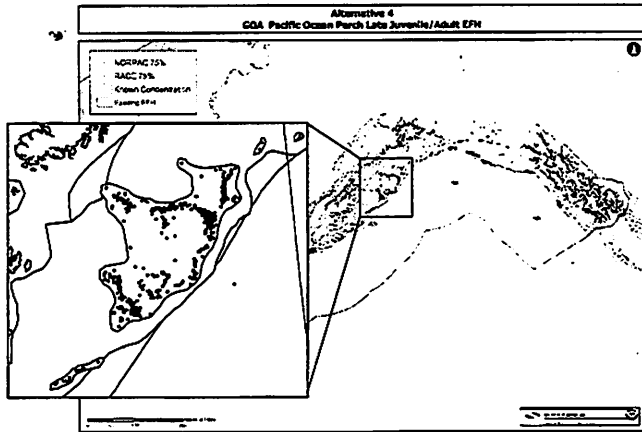 Alternative 4
GOA Pacific Ocean Perch Late Juvenile/Adult EFH
NORPAC 75%
RACE 75%
Known Concentration
Existing EFH